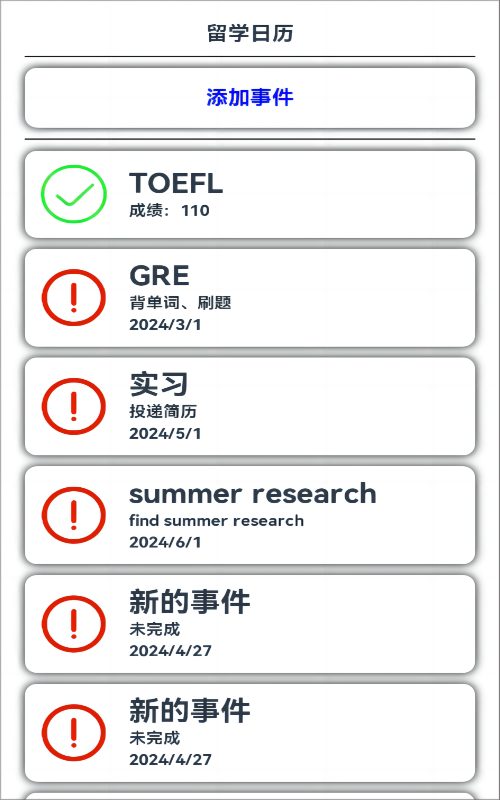 留学日历
添加事件
TOEFL
成绩：110
GRE
背单词、刷题
2024/3/1
实习
投递简历
2024/5/1
summer research
find summer research
2024/6/1
新的事件
未完成
2024/4/27
新的事件
未完成
2024/4/27